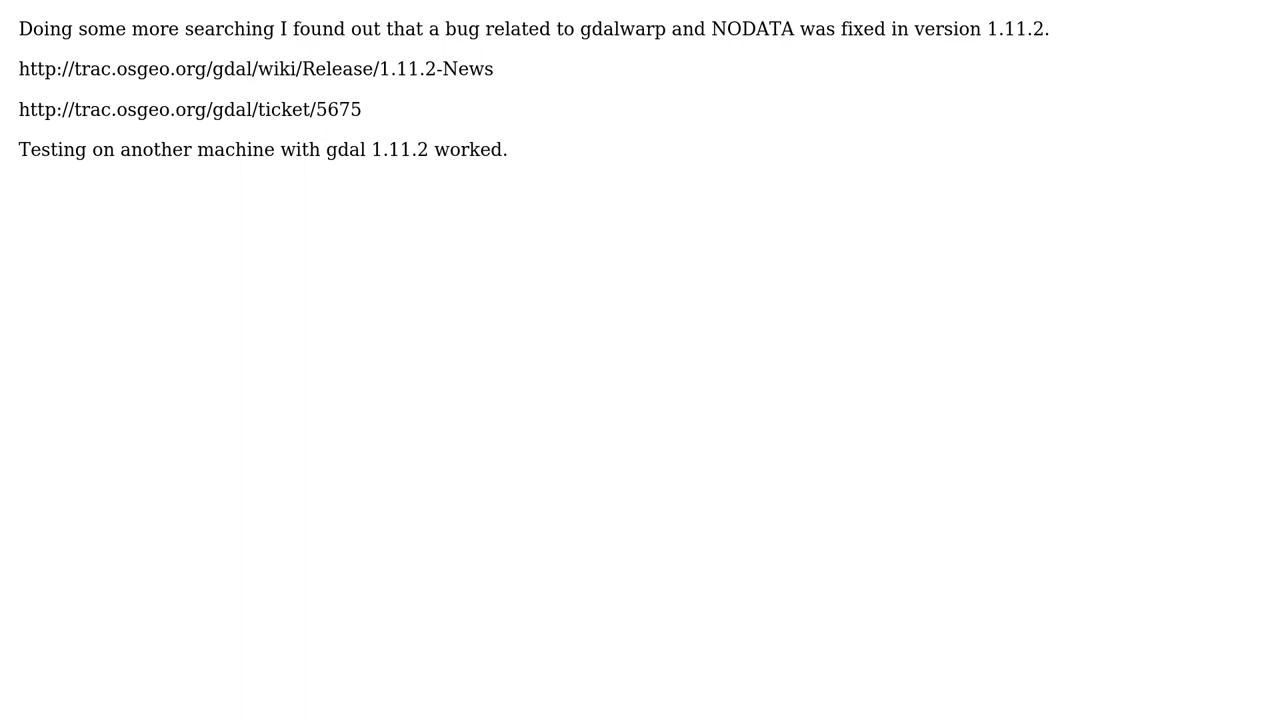 Doing some more searching I found out that a bug related to gdalwarp and NODATA was fixed in version 1.11.2.
http://trac.osgeo.org/gdal/wiki/Release/1.11.2-News
http://trac.osgeo.org/gdal/ticket/5675
Testing on another machine with gdal 1.11.2 worked.